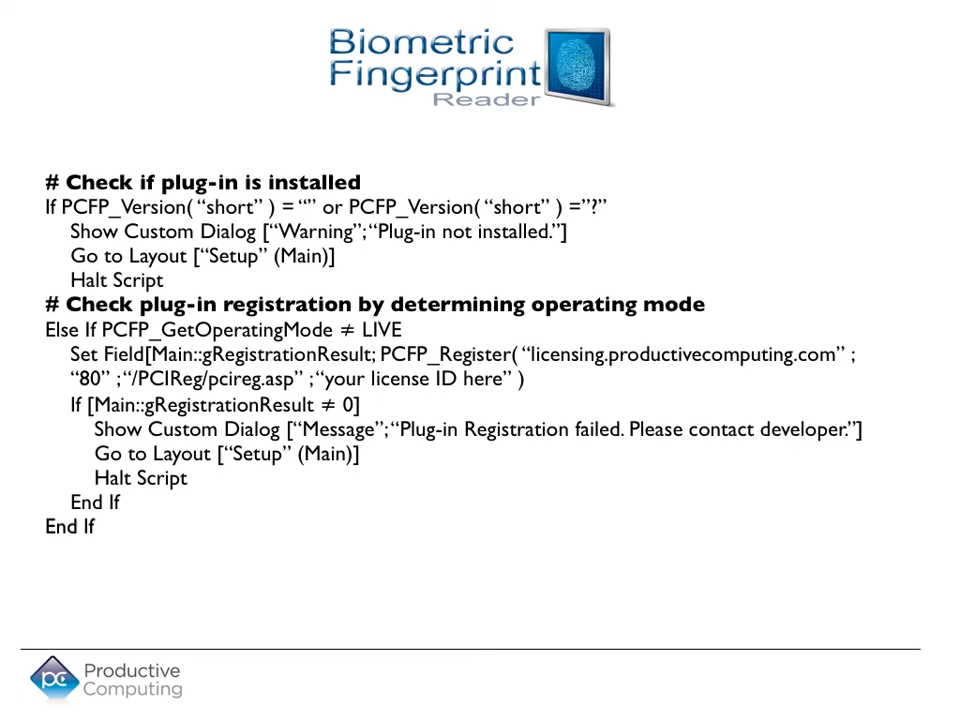 Biometric
Fingerprint
Reader
# Check if plug-in is installed
If PCFP_Version( “short” ) = “” or PCFP_Version( “short” ) =”?”
Show Custom Dialog [“Warning”; “Plug-in not installed.”]
Go to Layout [“Setup” (Main)]
Halt Script
# Check plug-in registration by determining operating mode
Else If PCFP_GetOperatingMode ≠ LIVE
Set Field[Main::gRegistrationResult; PCFP_Register( “licensing.productivecomputing.com” ;
“80” ; “/PCIReg/pcireg.asp” ; “your license ID here” )
If [Main::gRegistrationResult ≠ 0]
Show Custom Dialog [“Message”; “Plug-in Registration failed. Please contact developer.”]
Go to Layout [“Setup” (Main)]
Halt Script
End If
End If
pc Productive
Computing